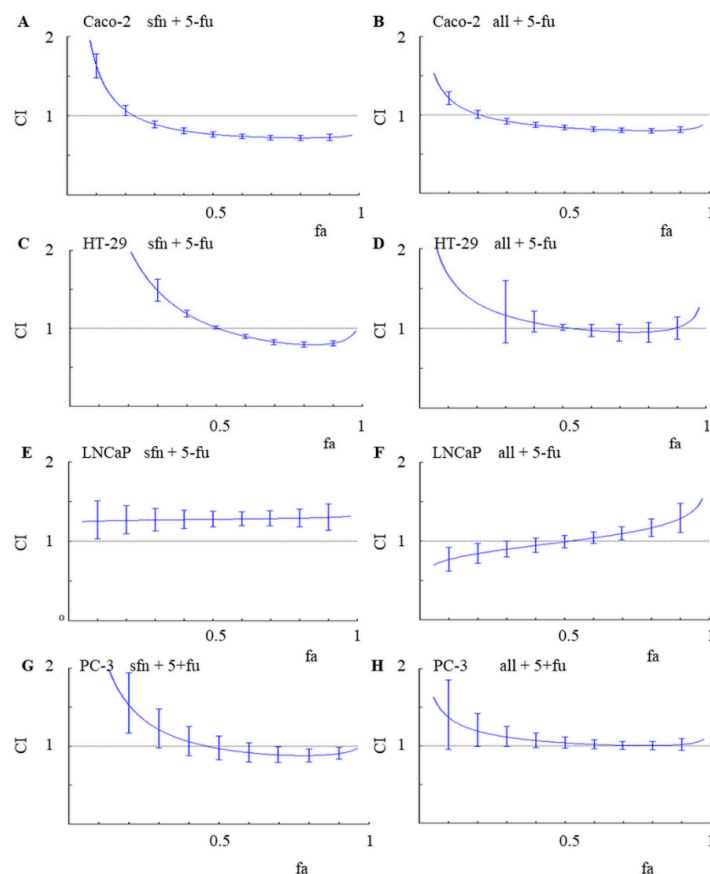 A Caco-2 sfn + 5-fu
2
CI
1
0.5
1
fa
B Caco-2 all + 5-fu
2
CI
1
0.5
1
fa
C HT-29 sfn + 5-fu
2
CI
1
0.5
1
fa
D HT-29 all + 5-fu
2
CI
1
0.5
1
fa
E LNCaP sfn + 5-fu
2
CI
1
o
0.5
1
fa
F LNCaP all + 5-fu
2
CI
1
0.5
1
fa
G PC-3 sfn + 5+fu
2
CI
1
0.5
1
fa
H PC-3 all + 5+fu
2
CI
1
0.5
1
fa